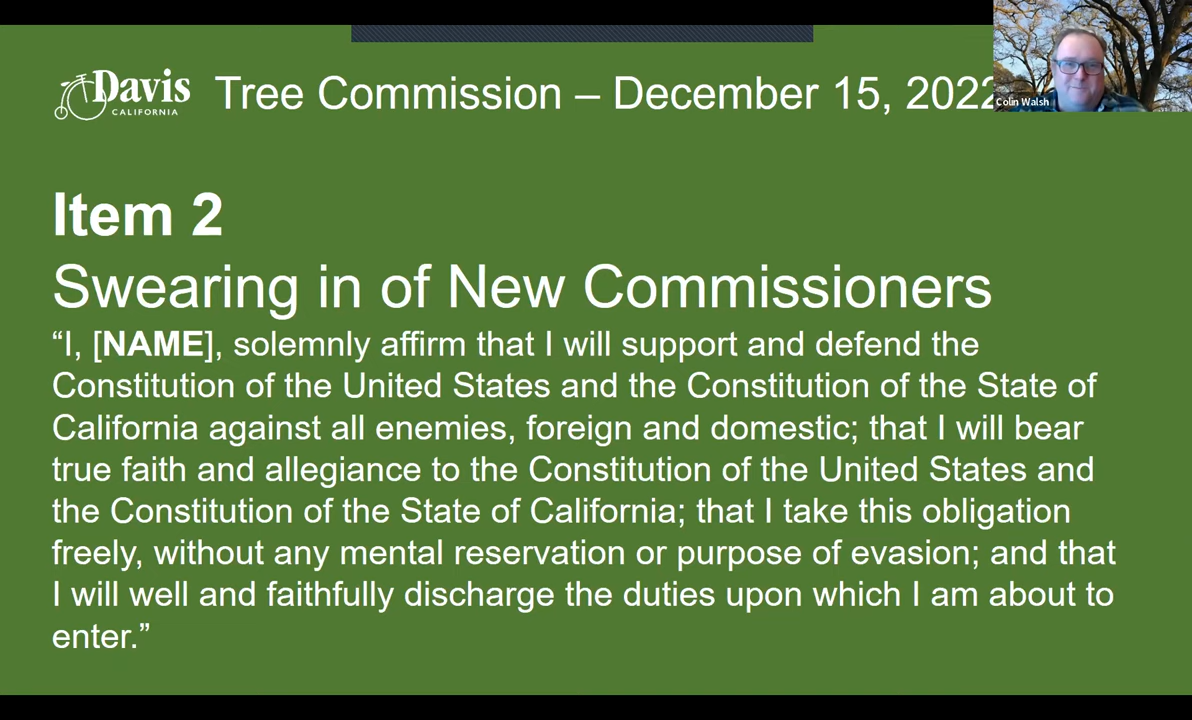 Davis
CALIFORNIA
Tree Commission – December 15, 2022
Colin Walsh
Item 2
Swearing in of New Commissioners
“I, [NAME], solemnly affirm that I will support and defend the
Constitution of the United States and the Constitution of the State of
California against all enemies, foreign and domestic; that I will bear
true faith and allegiance to the Constitution of the United States and
the Constitution of the State of California; that I take this obligation
freely, without any mental reservation or purpose of evasion; and that
I will well and faithfully discharge the duties upon which I am about to
enter.”